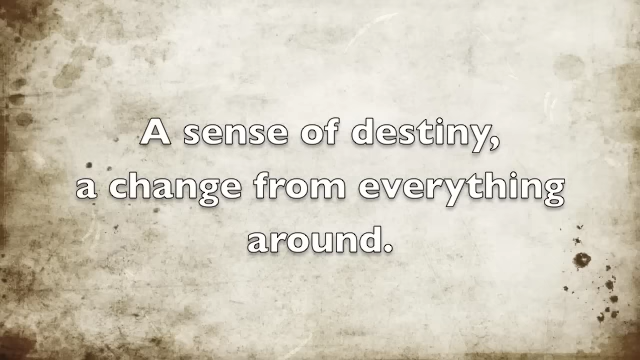 A sense of destiny,
a change from everything
around.